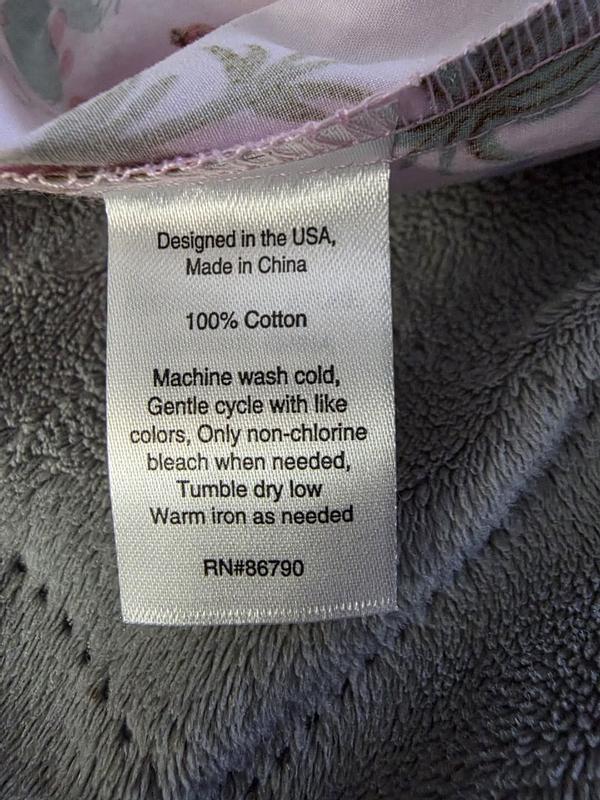 Designed in the USA,
Made in China
100% Cotton
Machine wash cold,
Gentle cycle with like
colors, Only non-chlorine
bleach when needed,
Tumble dry low
Warm iron as needed
RN#86790